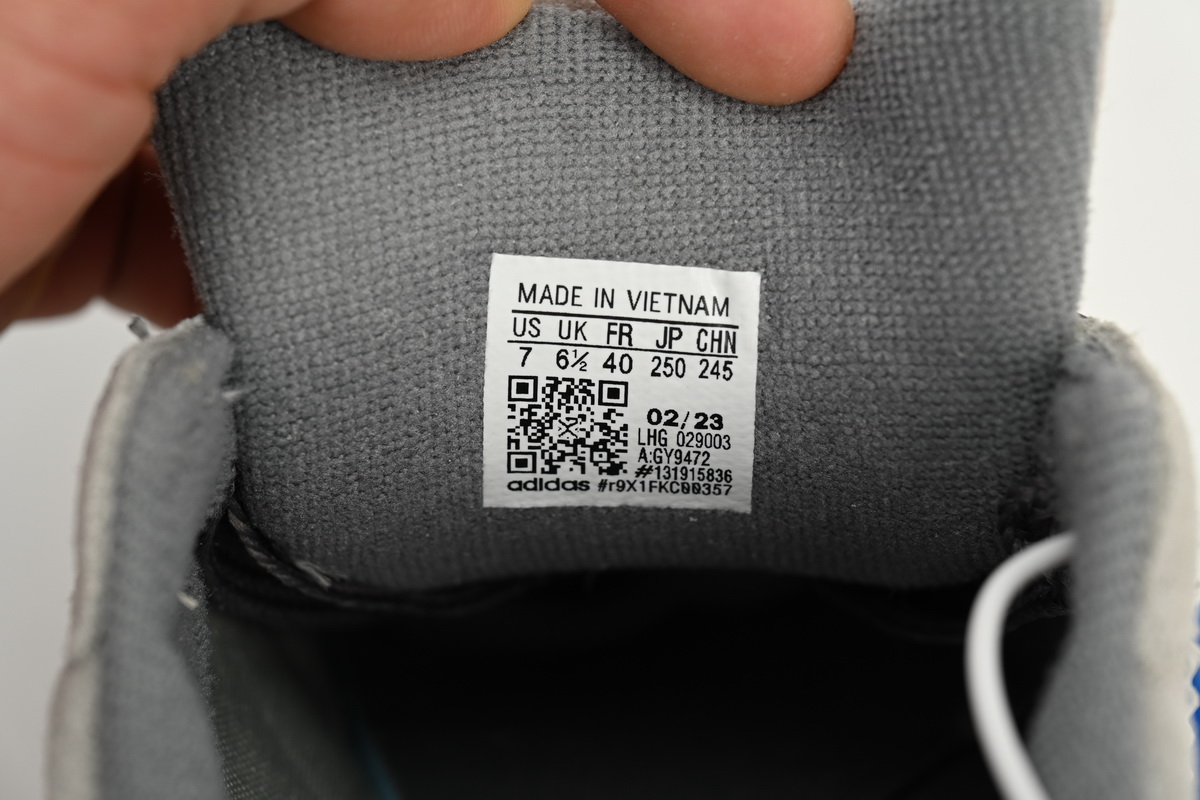 MADE IN VIETNAM
US UK FR JP CHN
7 6½ 40 250 245
02/23
LHG 029003
A:GY9472
#131915836
adidas #r9X1FKC00357